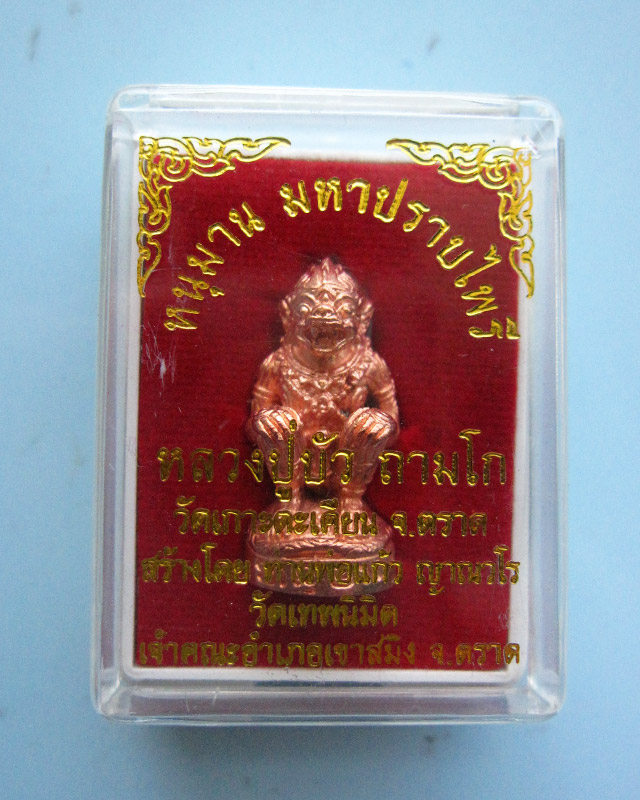 หนุมาน มหาปราบไพรี
หลวงปู่บัว ถามโก
วัดเกาะตะเคียน จ.ตราด
สร้างโดย ท่านพ่อแก้ว ญาณวโร
วัดเทพนิมิต
เจ้าคณะอำเภอเขาสมิง จ.ตราด